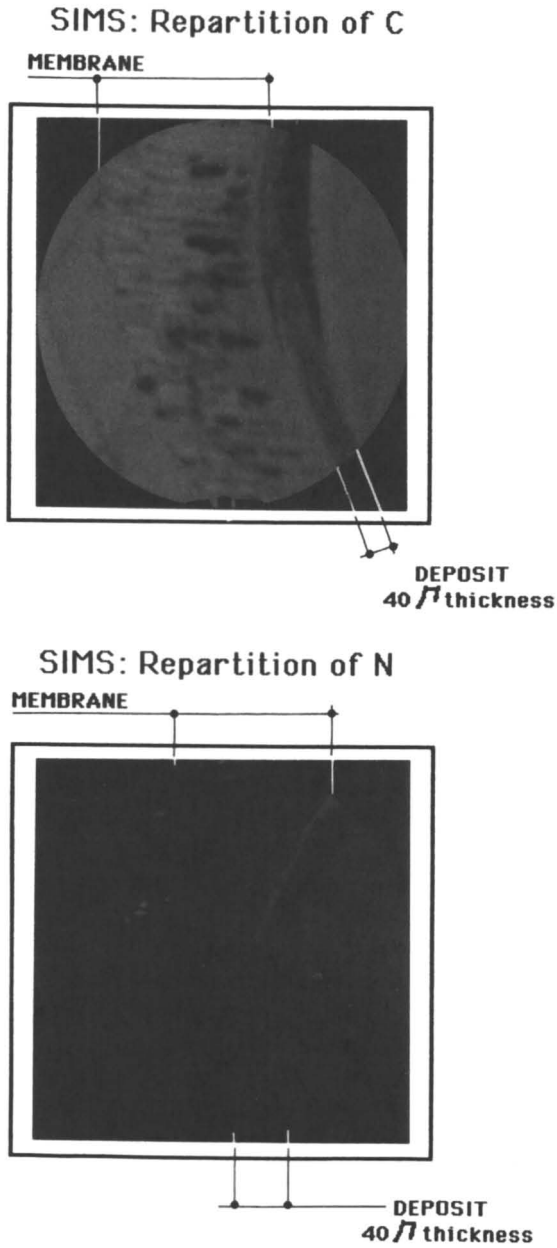 SIMS: Repartition of C
MEMBRANE
DEPOSIT
40 μ thickness
SIMS: Repartition of N
MEMBRANE
DEPOSIT
40 μ thickness